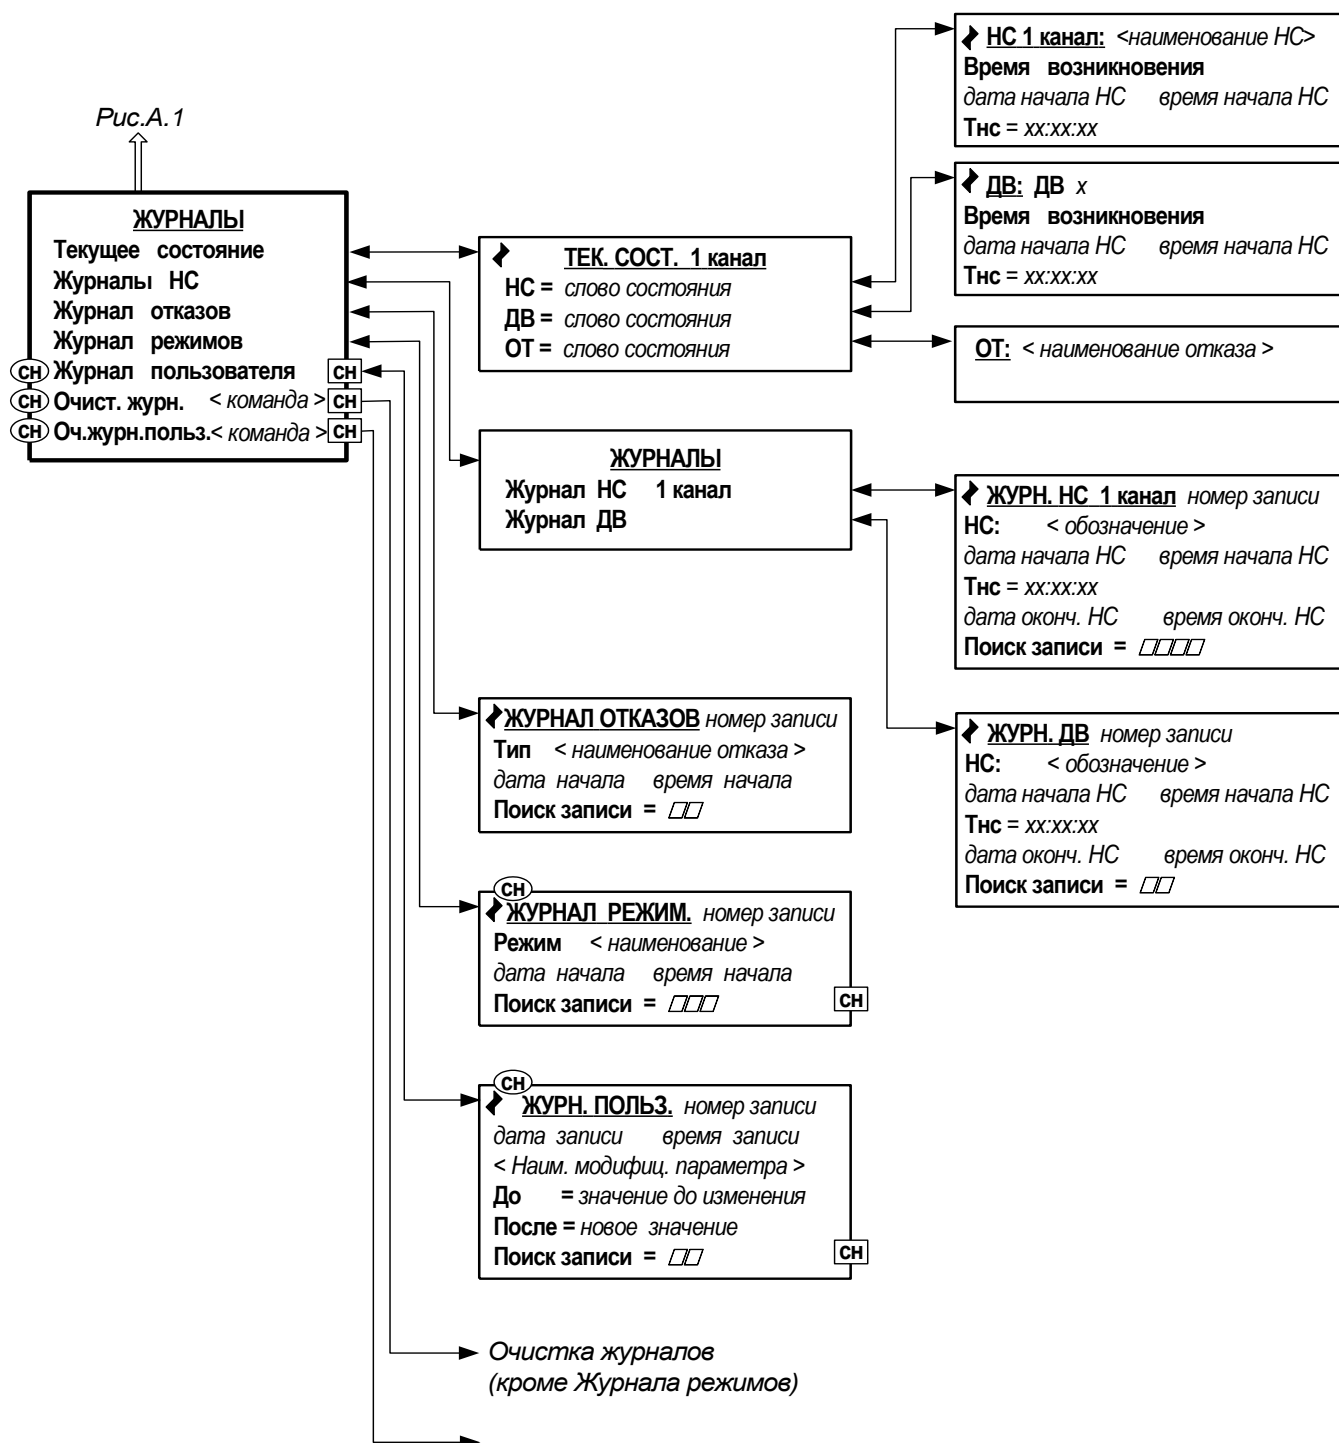 Рис.А.1
ЖУРНАЛЫ
Текущее состояние
Журналы НС
Журнал отказов
Журнал режимов
СН Журнал пользователя СН
СН Очист. журн. < команда > СН
СН Оч.журн.польз.< команда > СН
ТЕК. СОСТ. 1 канал
НС = слово состояния
ДВ = слово состояния
ОТ = слово состояния
НС 1 канал: <наименование НС>
Время возникновения
дата начала НС время начала НС
Тнс = хх:хх:хх
ДВ: ДВ х
Время возникновения
дата начала НС время начала НС
Тнс = хх:хх:хх
ОТ: < наименование отказа >
ЖУРНАЛЫ
Журнал НС 1 канал
Журнал ДВ
ЖУРН. НС 1 канал номер записи
НС: < обозначение >
дата начала НС время начала НС
Тнс = хх:хх:хх
дата оконч. НС время оконч. НС
Поиск записи =
ЖУРН. ДВ номер записи
НС: < обозначение >
дата начала НС время начала НС
Тнс = хх:хх:хх
дата оконч. НС время оконч. НС
Поиск записи =
ЖУРНАЛ ОТКАЗОВ номер записи
Тип < наименование отказа >
дата начала время начала
Поиск записи =
СН
ЖУРНАЛ РЕЖИМ. номер записи
Режим < наименование >
дата начала время начала
Поиск записи =
СН
СН
ЖУРН. ПОЛЬЗ. номер записи
дата записи время записи
< Наим. модифиц. параметра >
До = значение до изменения
После = новое значение
Поиск записи =
СН
Очистка журналов
(кроме Журнала режимов)